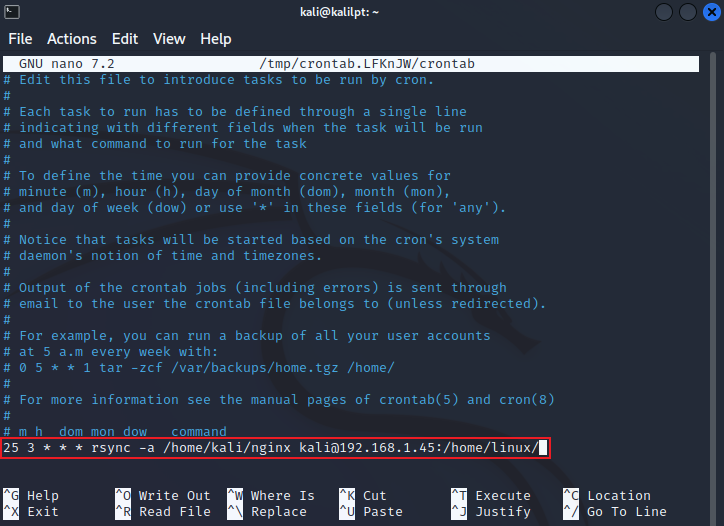 kali@kalilpt: ~
File Actions Edit View Help
GNU nano 7.2 /tmp/crontab.LFKnJW/crontab
# Edit this file to introduce tasks to be run by cron.
#
# Each task to run has to be defined through a single line
# indicating with different fields when the task will be run
# and what command to run for the task
#
# To define the time you can provide concrete values for
# minute (m), hour (h), day of month (dom), month (mon),
# and day of week (dow) or use '*' in these fields (for 'any').
#
# Notice that tasks will be started based on the cron's system
# daemon's notion of time and timezones.
#
# Output of the crontab jobs (including errors) is sent through
# email to the user the crontab file belongs to (unless redirected).
#
# For example, you can run a backup of all your user accounts
# at 5 a.m every week with:
# 0 5 * * 1 tar -zcf /var/backups/home.tgz /home/
#
# For more information see the manual pages of crontab(5) and cron(8)
#
# m h  dom mon dow   command
25 3 * * * rsync -a /home/kali/nginx kali@192.168.1.45:/home/linux/
^G Help ^O Write Out ^W Where Is ^K Cut ^T Execute ^C Location
^X Exit ^R Read File ^\ Replace ^U Paste ^J Justify ^/ Go To Line